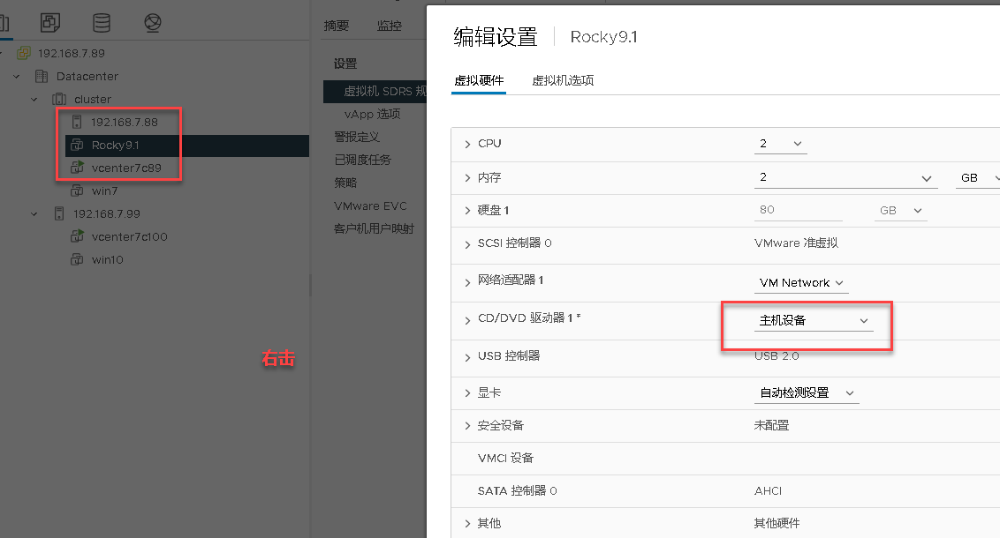 192.168.7.89
Datacenter
cluster
192.168.7.88
Rocky9.1
vcenter7c89
win7
192.168.7.99
vcenter7c100
win10
右击
摘要 监控
设置
虚拟机 SDRS 规
vApp 选项
警报定义
已调度任务
策略
VMware EVC
客户机用户映射
编辑设置 Rocky9.1
虚拟硬件 虚拟机选项
CPU 2
内存 2 GB
硬盘 1 80 GB
SCSI 控制器 0 VMware 准虚拟
网络适配器 1 VM Network
CD/DVD 驱动器 1 * 主机设备
USB 控制器 USB 2.0
显卡 自动检测设置
安全设备 未配置
VMCI 设备
SATA 控制器 0 AHCI
其他 其他硬件